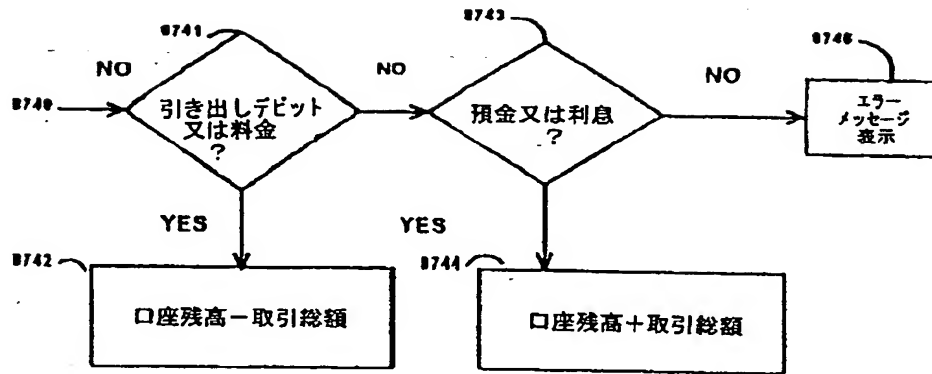 8741
8743
8746
NO
NO
NO
8740
引き出しデビット
又は料金
?
預金又は利息
?
エラー
メッセージ
表示
YES
YES
8742
8744
口座残高－取引総額
口座残高＋取引総額